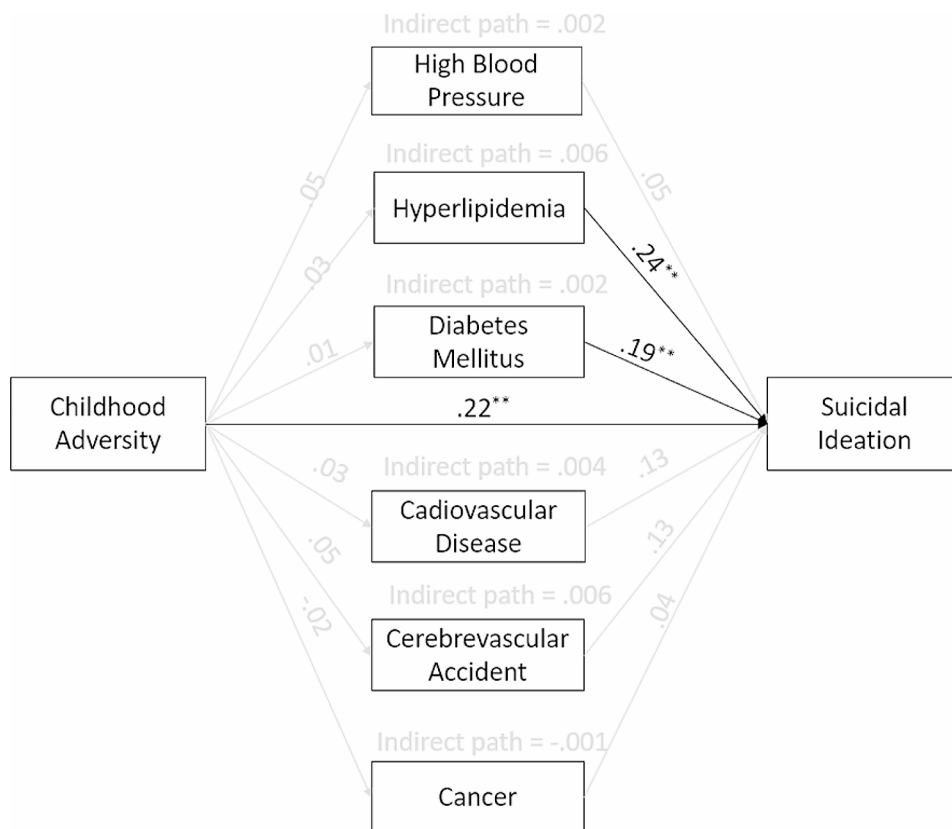 Indirect path = .002
High Blood
Pressure
.05
.05
Indirect path = .006
Hyperlipidemia
.03
.24**
Indirect path = .002
Diabetes
Mellitus
.01
.19**
Childhood
Adversity
.22**
Suicidal
Ideation
.03
Indirect path = .004
.13
Cadiovascular
Disease
.05
.13
Indirect path = .006
-.02
.04
Cerebrevascular
Accident
Indirect path = -.001
Cancer